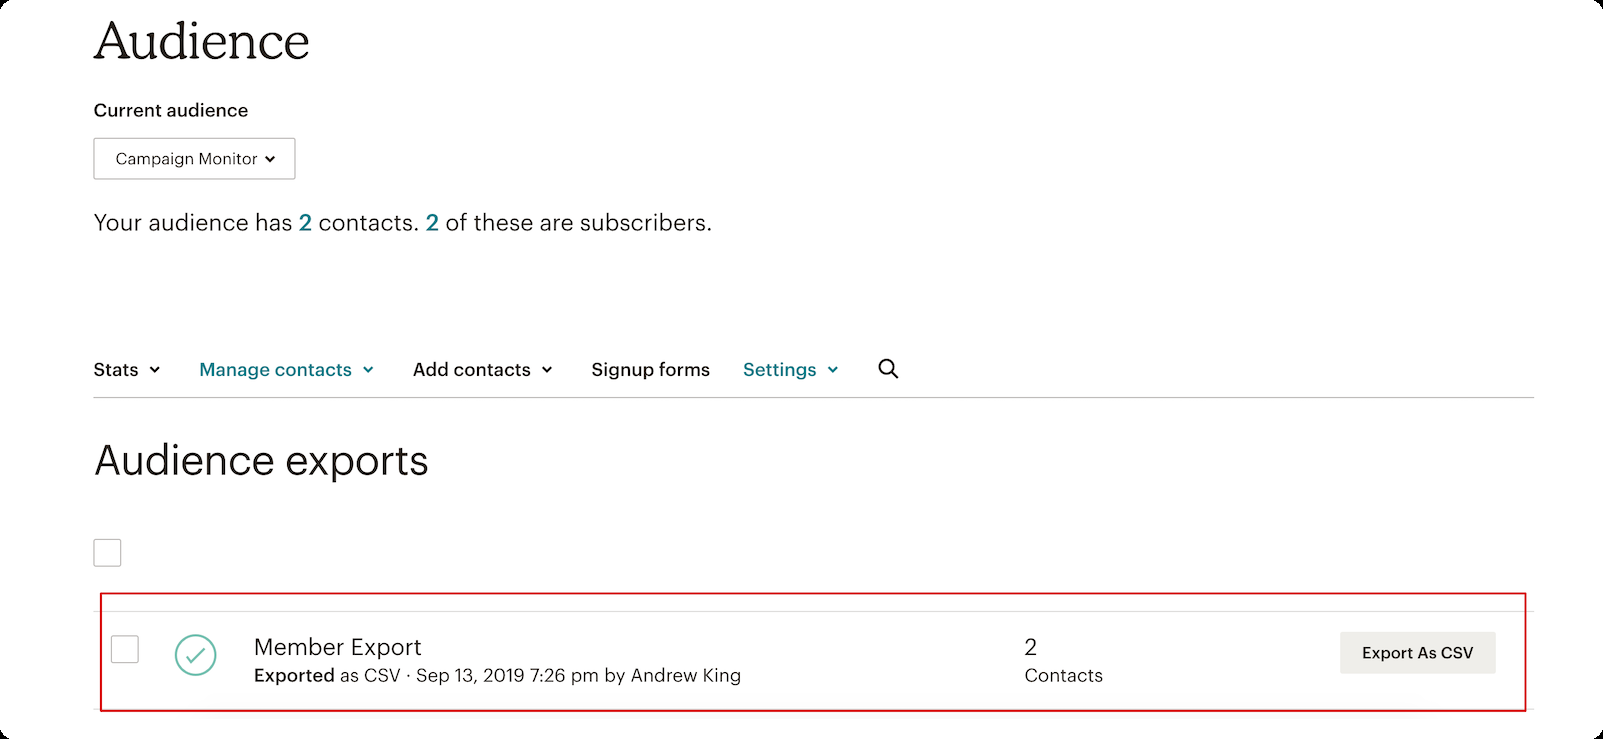 Audience
Current audience
Campaign Monitor
Your audience has 2 contacts. 2 of these are subscribers.
Stats Manage contacts Add contacts Signup forms Settings
Audience exports
Member Export
Exported as CSV · Sep 13, 2019 7:26 pm by Andrew King
2
Contacts
Export As CSV